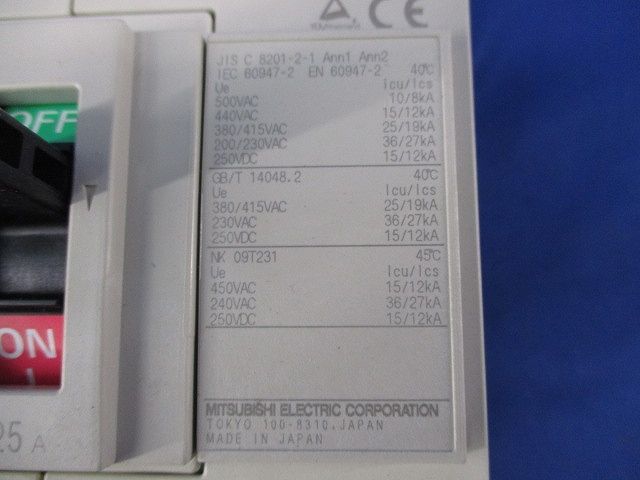 CE
JIS C 8201-2-1 Ann1 Ann2
IEC 60947-2 EN 60947-2 40℃
Ue Icu/Ics
500VAC 10/8kA
440VAC 15/12kA
380/415VAC 25/19kA
200/230VAC 36/27kA
250VDC 15/12kA
GB/T 14048.2 40℃
Ue Icu/Ics
380/415VAC 25/19kA
230VAC 36/27kA
250VDC 15/12kA
NK 09T231 45℃
Ue Icu/Ics
450VAC 15/12kA
240VAC 36/27kA
250VDC 15/12kA
MITSUBISHI ELECTRIC CORPORATION
TOKYO 100-8310, JAPAN
MADE IN JAPAN
OFF
ON
I
25 A